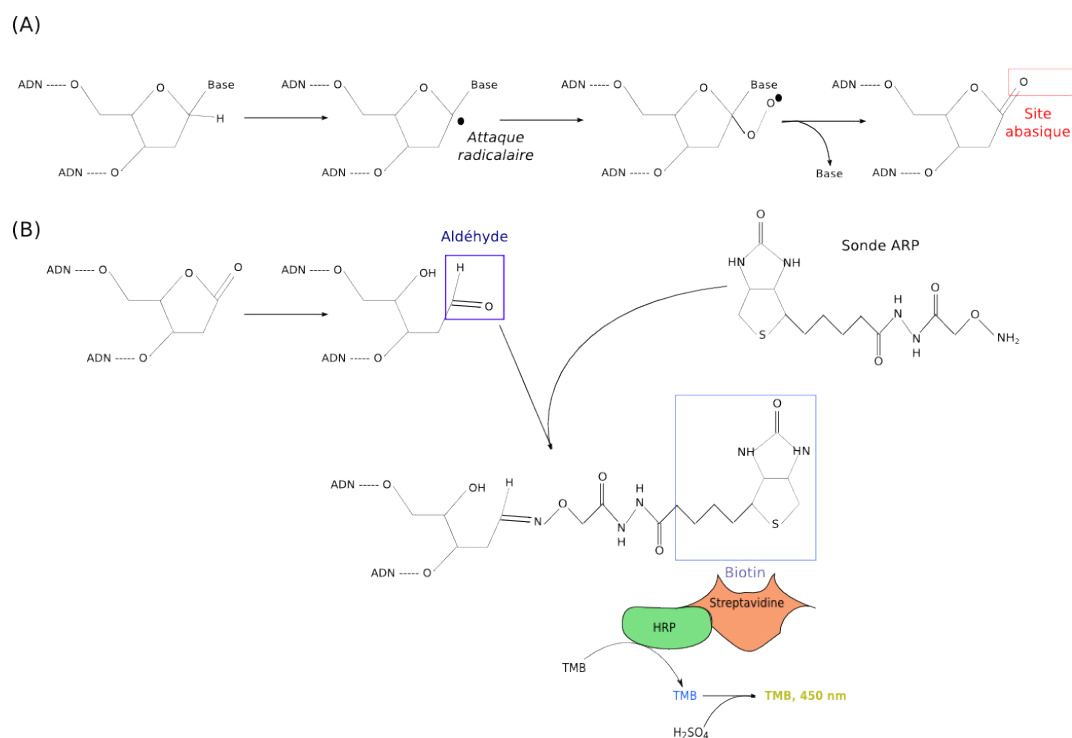 (A)
ADN ----- O
O
Base
H
ADN ----- O
ADN ----- O
O
Base
Attaque
radicalaire
ADN ----- O
ADN ----- O
O
Base
O
O
ADN ----- O
Base
ADN ----- O
O
O
Site
abasique
ADN ----- O
(B)
ADN ----- O
O
O
ADN ----- O
Aldéhyde
ADN ----- O
OH
H
O
ADN ----- O
Sonde ARP
O
HN
NH
S
O
H
N
N
H
O
O
NH2
ADN ----- O
OH
H
N
O
O
N
H
H
N
O
O
NH
HN
S
ADN ----- O
Biotin
Streptavidine
HRP
TMB
TMB
TMB, 450 nm
H2SO4